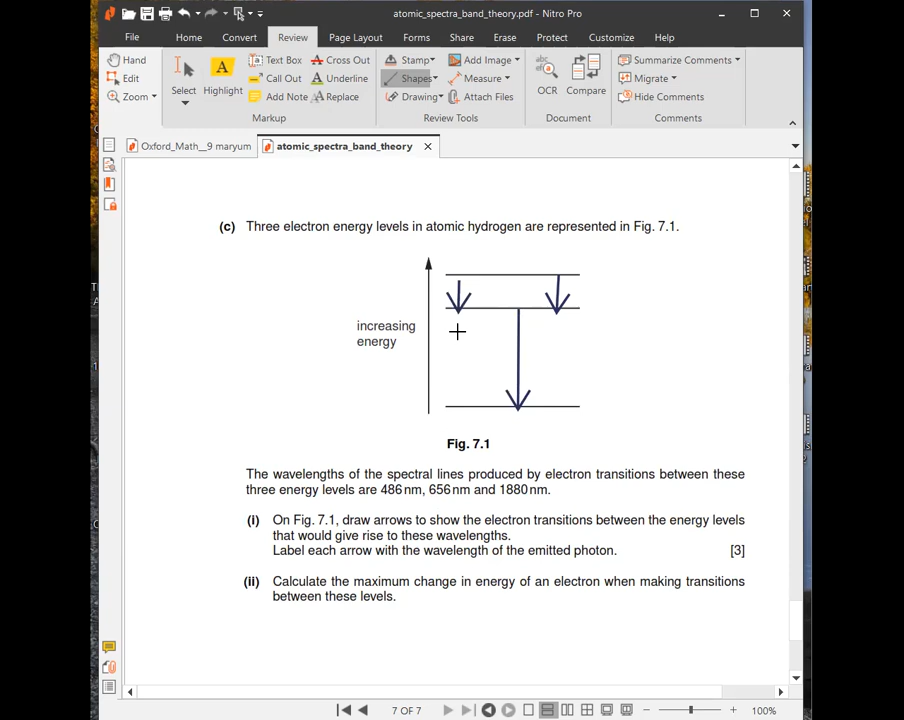 atomic_spectra_band_theory.pdf - Nitro Pro
File Home Convert Review Page Layout Forms Share Erase Protect Customize Help
Hand Text Box Cross Out Stamp Add Image Summarize Comments
Edit Call Out Underline Shapes Measure Migrate
Zoom Select Highlight Add Note Replace Drawing Attach Files OCR Compare Hide Comments
Markup Review Tools Document Comments
Oxford_Math__9 maryum atomic_spectra_band_theory
(c) Three electron energy levels in atomic hydrogen are represented in Fig. 7.1.
increasing
energy
Fig. 7.1
The wavelengths of the spectral lines produced by electron transitions between these
three energy levels are 486 nm, 656 nm and 1880 nm.
(i) On Fig. 7.1, draw arrows to show the electron transitions between the energy levels
that would give rise to these wavelengths.
Label each arrow with the wavelength of the emitted photon. [3]
(ii) Calculate the maximum change in energy of an electron when making transitions
between these levels.
7 OF 7 100%